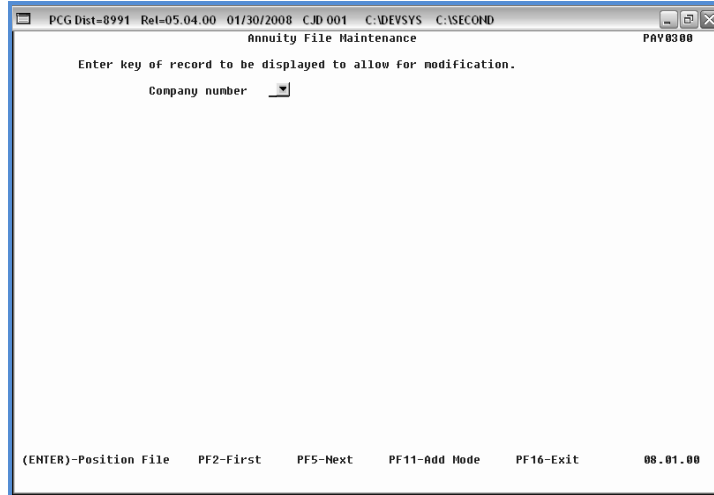 PCG Dist=8991 Rel=05.04.00 01/30/2008 CJD 001 C:\DEVSYS C:\SECOND
Annuity File Maintenance PAY0300
Enter key of record to be displayed to allow for modification.
Company number
(ENTER)-Position File PF2-First PF5-Next PF11-Add Mode PF16-Exit 08.01.00